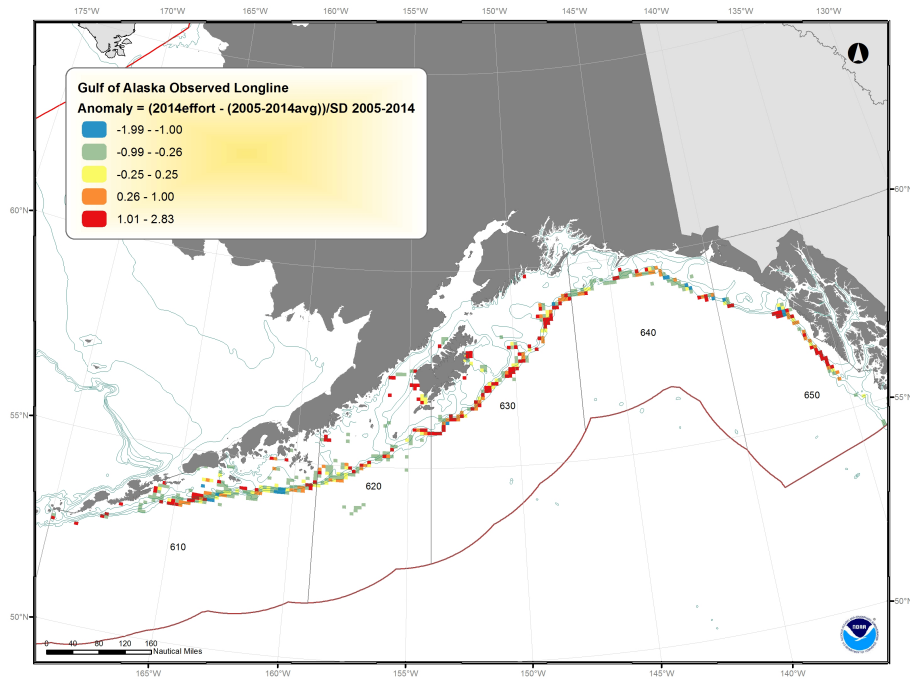 175°W 170°W 165°W 160°W 155°W 150°W 145°W 140°W 135°W 130°W
Gulf of Alaska Observed Longline
Anomaly = (2014effort - (2005-2014avg))/SD 2005-2014
-1.99 - -1.00
-0.99 - -0.26
-0.25 - 0.25
0.26 - 1.00
1.01 - 2.83
60°N
60°N
640
55°N
650
630
55°N
620
610
50°N
50°N
NOAA
0 40 80 120 160
Nautical Miles
165°W 160°W 155°W 150°W 145°W 140°W